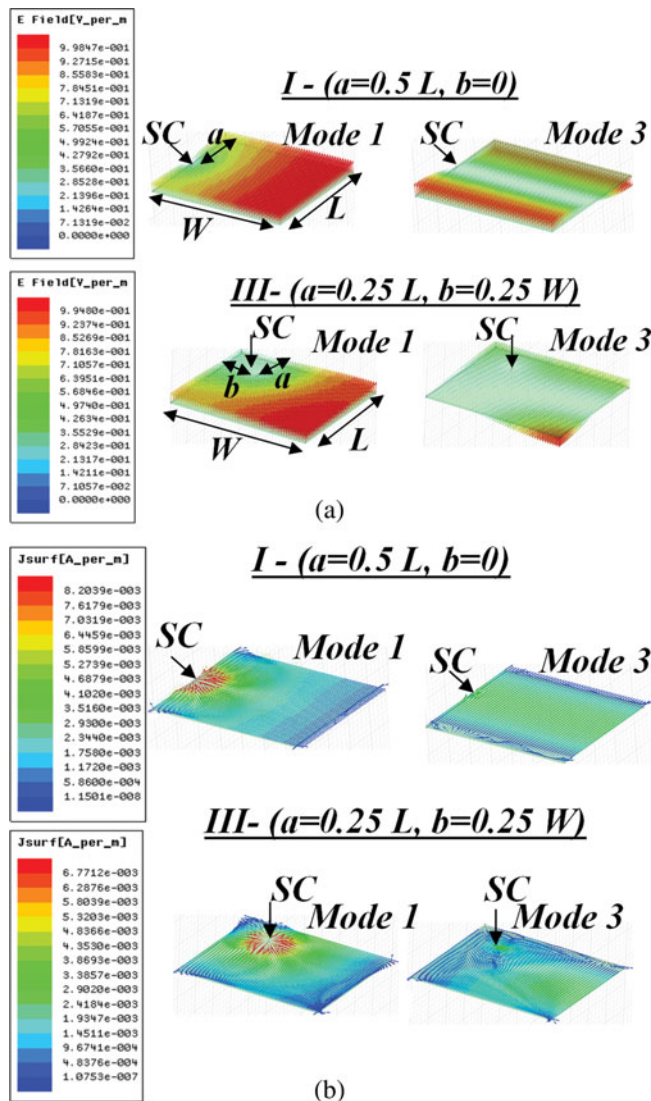 E Field[V_per_m
9.9847e-001
9.2715e-001
8.5583e-001
7.8451e-001
7.1319e-001
6.4187e-001
5.7055e-001
4.9924e-001
4.2792e-001
3.5660e-001
2.8528e-001
2.1396e-001
1.4264e-001
7.1319e-002
0.0000e+000
I - (a=0.5 L, b=0)
SC a Mode 1
W L
SC Mode 3
E Field[V_per_m
9.9480e-001
9.2374e-001
8.5269e-001
7.8163e-001
7.1057e-001
6.3951e-001
5.6846e-001
4.9740e-001
4.2634e-001
3.5529e-001
2.8423e-001
2.1317e-001
1.4211e-001
7.1057e-002
0.0000e+000
III- (a=0.25 L, b=0.25 W)
SC Mode 1
b a
W L
SC Mode 3
(a)
Jsurf[A_per_m]
8.2039e-003
7.6179e-003
7.0319e-003
6.4459e-003
5.8599e-003
5.2739e-003
4.6879e-003
4.1020e-003
3.5160e-003
2.9300e-003
2.3440e-003
1.7580e-003
1.1720e-003
5.8600e-004
1.1501e-008
I - (a=0.5 L, b=0)
SC Mode 1
SC Mode 3
Jsurf[A_per_m]
6.7712e-003
6.2876e-003
5.8039e-003
5.3203e-003
4.8366e-003
4.3530e-003
3.8693e-003
3.3857e-003
2.9020e-003
2.4184e-003
1.9347e-003
1.4511e-003
9.6741e-004
4.8376e-004
1.0753e-007
III- (a=0.25 L, b=0.25 W)
SC Mode 1
SC Mode 3
(b)